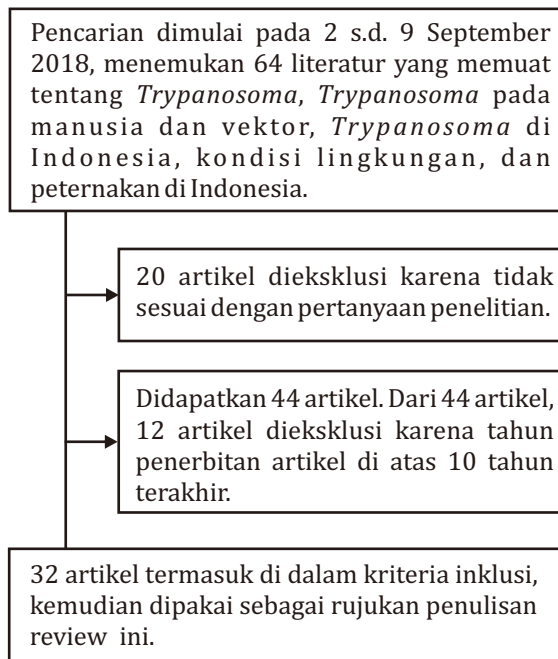 Pencarian dimulai pada 2 s.d. 9 September
2018, menemukan 64 literatur yang memuat
tentang Trypanosoma, Trypanosoma pada
manusia dan vektor, Trypanosoma di
Indonesia, kondisi lingkungan, dan
peternakan di Indonesia.
20 artikel dieksklusi karena tidak
sesuai dengan pertanyaan penelitian.
Didapatkan 44 artikel. Dari 44 artikel,
12 artikel dieksklusi karena tahun
penerbitan artikel di atas 10 tahun
terakhir.
32 artikel termasuk di dalam kriteria inklusi,
kemudian dipakai sebagai rujukan penulisan
review ini.